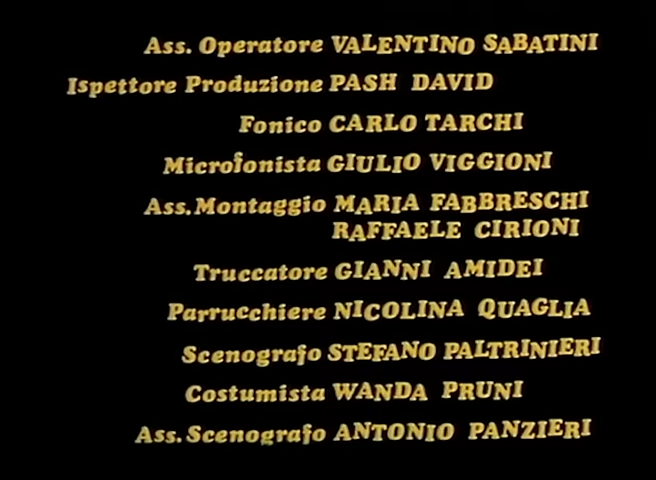 Ass. Operatore VALENTINO SABATINI
Ispettore Produzione PASH DAVID
Fonico CARLO TARCHI
Microfonista GIULIO VIGGIONI
Ass. Montaggio MARIA FABBRESCHI
RAFFAELE CIRIONI
Truccatore GIANNI AMIDEI
Parrucchiere NICOLINA QUAGLIA
Scenografo STEFANO PALTRINIERI
Costumista WANDA PRUNI
Ass. Scenografo ANTONIO PANZIERI